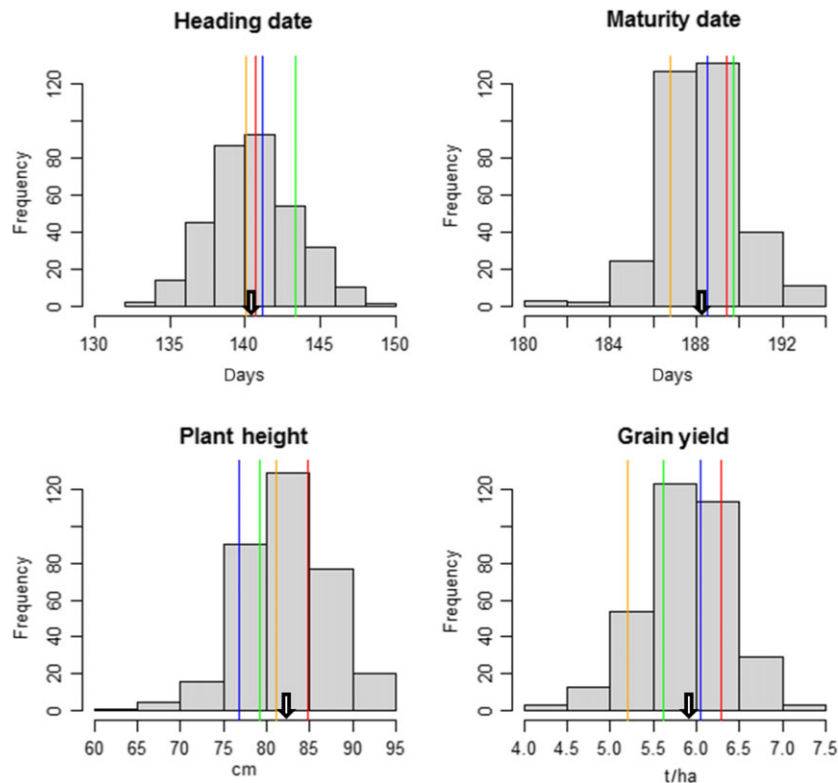 Heading date
Frequency
0 20 40 60 80 120
130 135 140 145 150
Days
Maturity date
Frequency
0 20 40 60 80 120
180 184 188 192
Days
Plant height
Frequency
0 20 40 60 80 120
60 65 70 75 80 85 90 95
cm
Grain yield
Frequency
0 20 40 60 80 120
4.0 4.5 5.0 5.5 6.0 6.5 7.0 7.5
t/ha